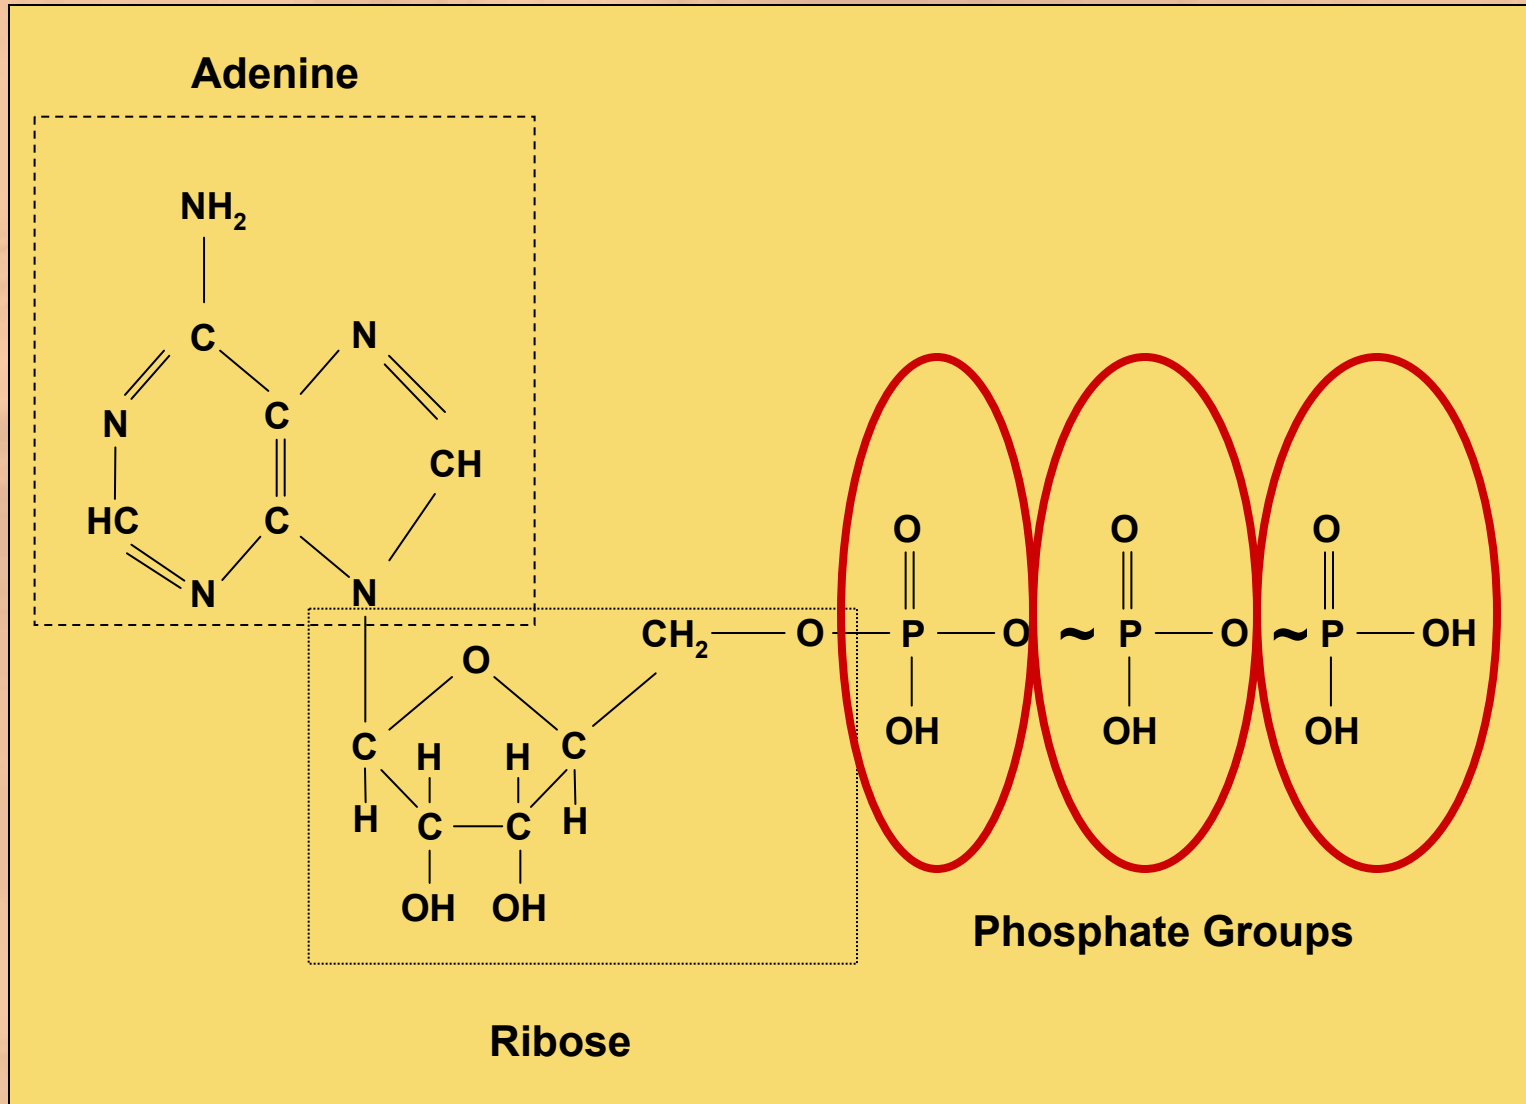 Adenine
NH₂
C N
N C
CH
HC C
N N
O O O
CH₂ O P O ~ P O ~ P OH
O
OH OH OH
C H H C
H C C H
OH OH
Phosphate Groups
Ribose